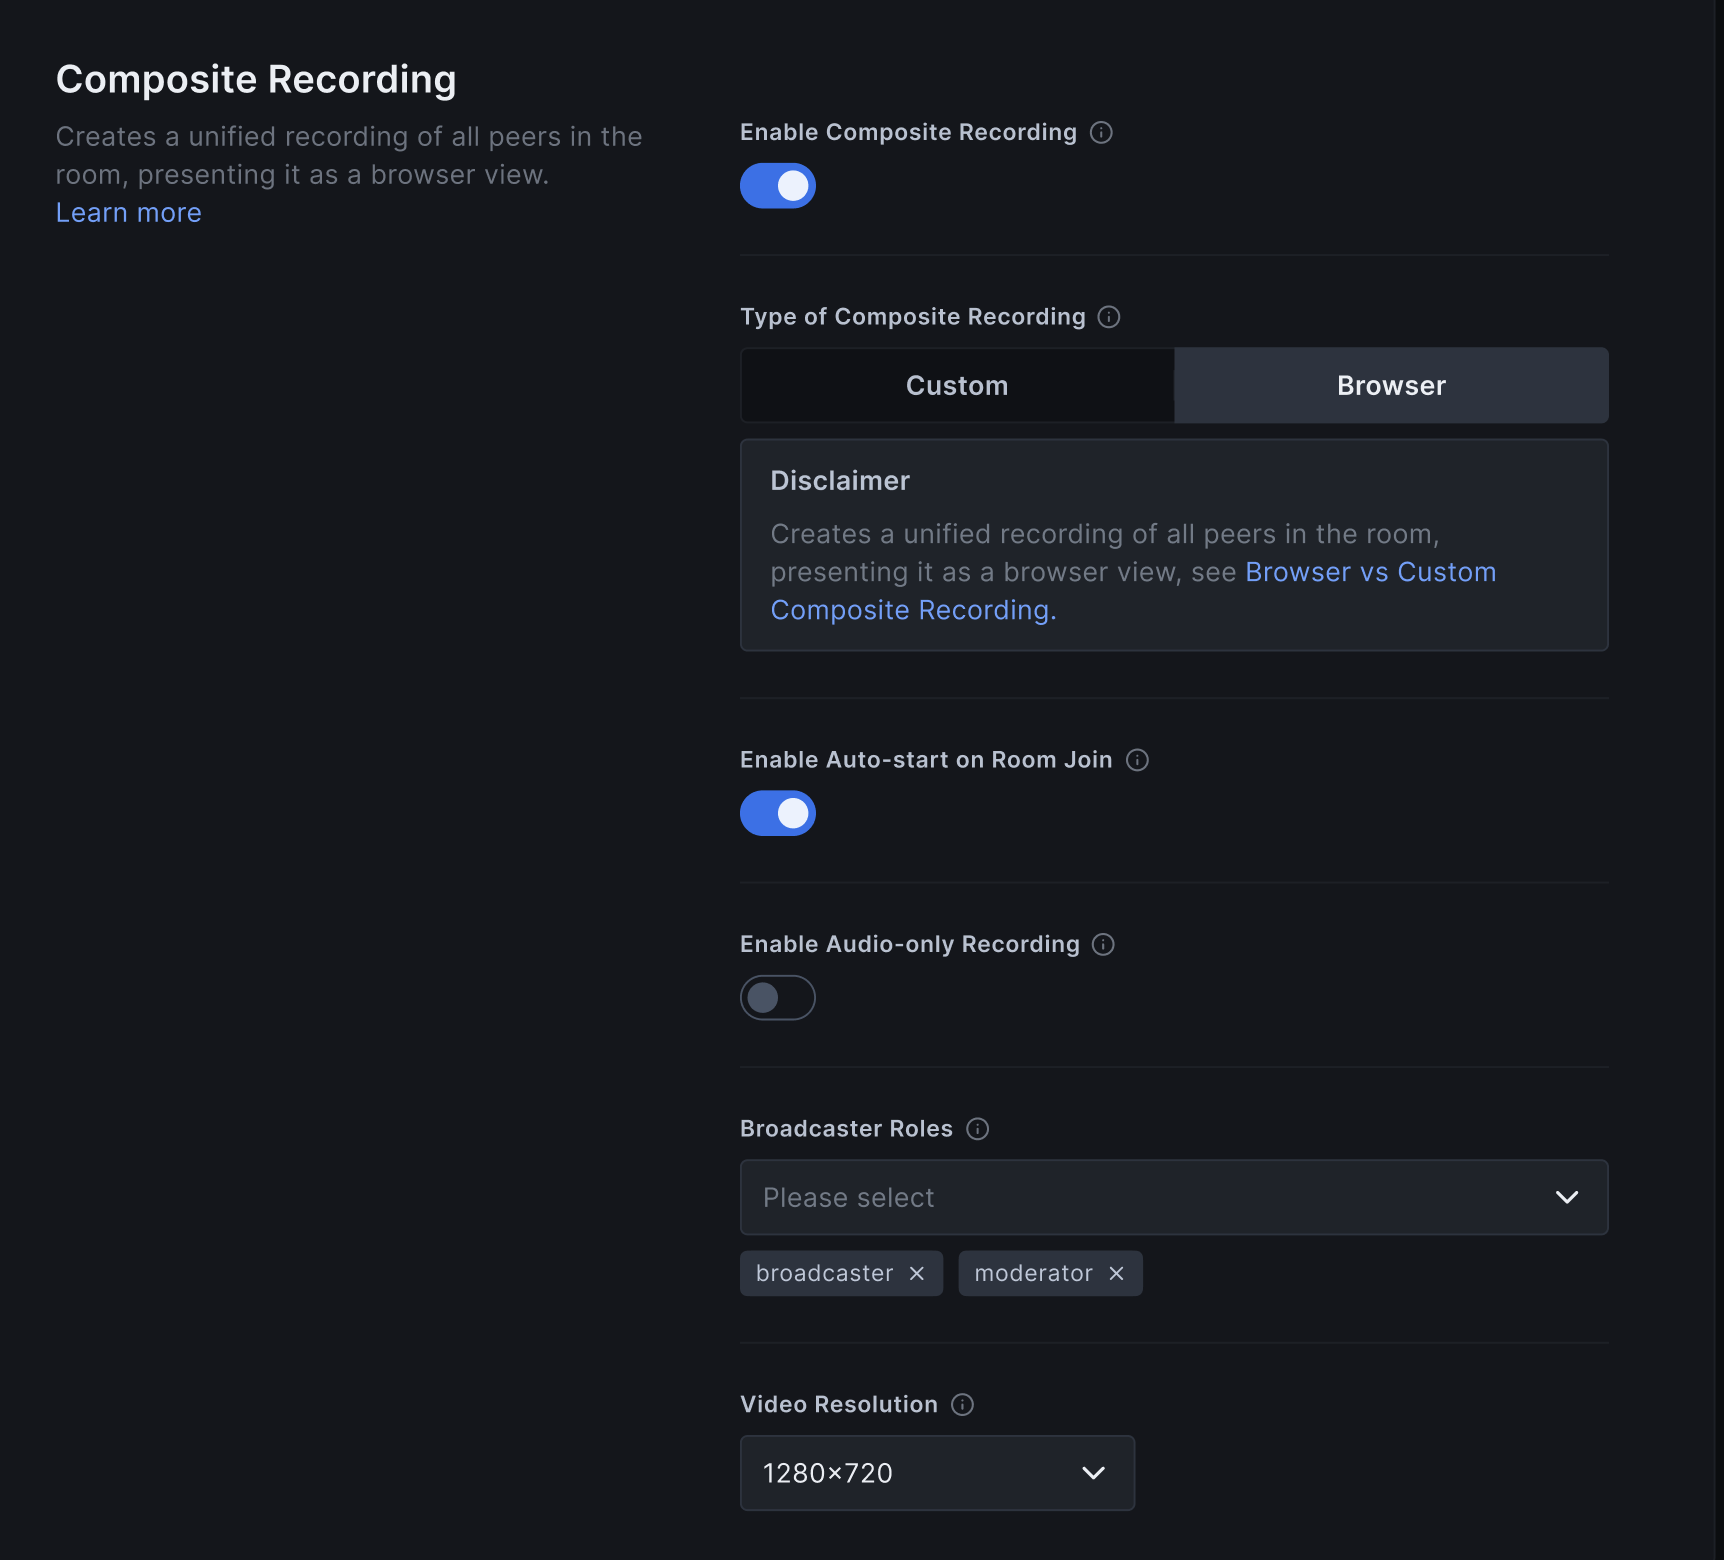 Composite Recording
Creates a unified recording of all peers in the
room, presenting it as a browser view.
Learn more
Enable Composite Recording
Type of Composite Recording
Custom
Browser
Disclaimer
Creates a unified recording of all peers in the room,
presenting it as a browser view, see Browser vs Custom
Composite Recording.
Enable Auto-start on Room Join
Enable Audio-only Recording
Broadcaster Roles
Please select
broadcaster
moderator
Video Resolution
1280×720